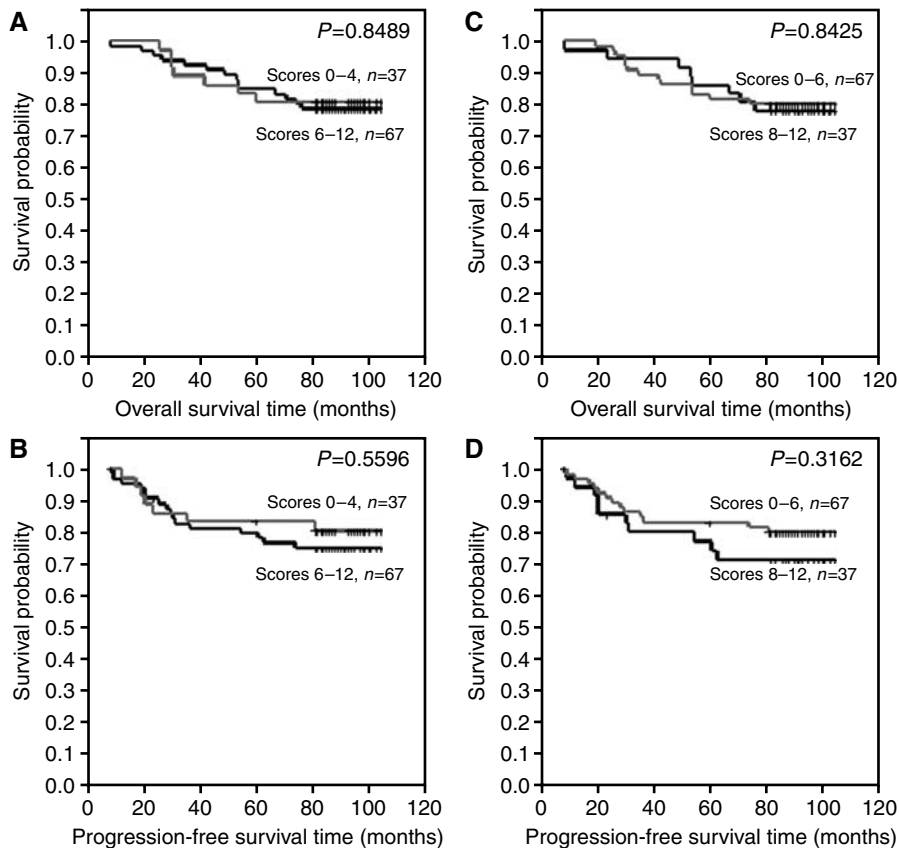 A
P=0.8489
Survival probability
1.0
0.9
0.8
0.7
0.6
0.5
0.4
0.3
0.2
0.1
0.0
Scores 0–4, n=37
Scores 6–12, n=67
0 20 40 60 80 100 120
Overall survival time (months)
C
P=0.8425
Survival probability
1.0
0.9
0.8
0.7
0.6
0.5
0.4
0.3
0.2
0.1
0.0
Scores 0–6, n=67
Scores 8–12, n=37
0 20 40 60 80 100 120
Overall survival time (months)
B
P=0.5596
Survival probability
1.0
0.9
0.8
0.7
0.6
0.5
0.4
0.3
0.2
0.1
0.0
Scores 0–4, n=37
Scores 6–12, n=67
0 20 40 60 80 100 120
Progression-free survival time (months)
D
P=0.3162
Survival probability
1.0
0.9
0.8
0.7
0.6
0.5
0.4
0.3
0.2
0.1
0.0
Scores 0–6, n=67
Scores 8–12, n=37
0 20 40 60 80 100 120
Progression-free survival time (months)